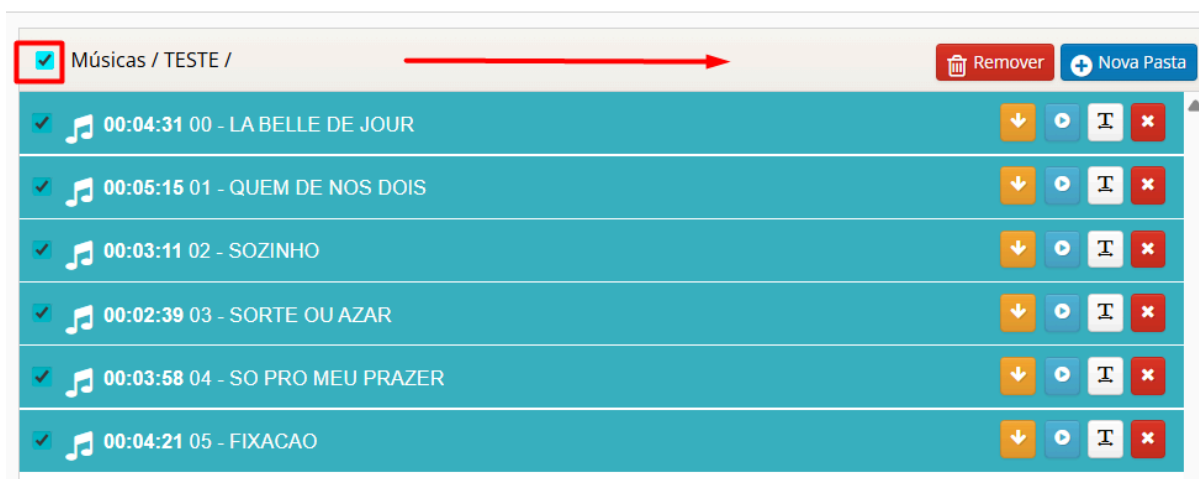 Músicas / TESTE /
Remover
Nova Pasta
00:04:31 00 - LA BELLE DE JOUR
00:05:15 01 - QUEM DE NOS DOIS
00:03:11 02 - SOZINHO
00:02:39 03 - SORTE OU AZAR
00:03:58 04 - SO PRO MEU PRAZER
00:04:21 05 - FIXACAO